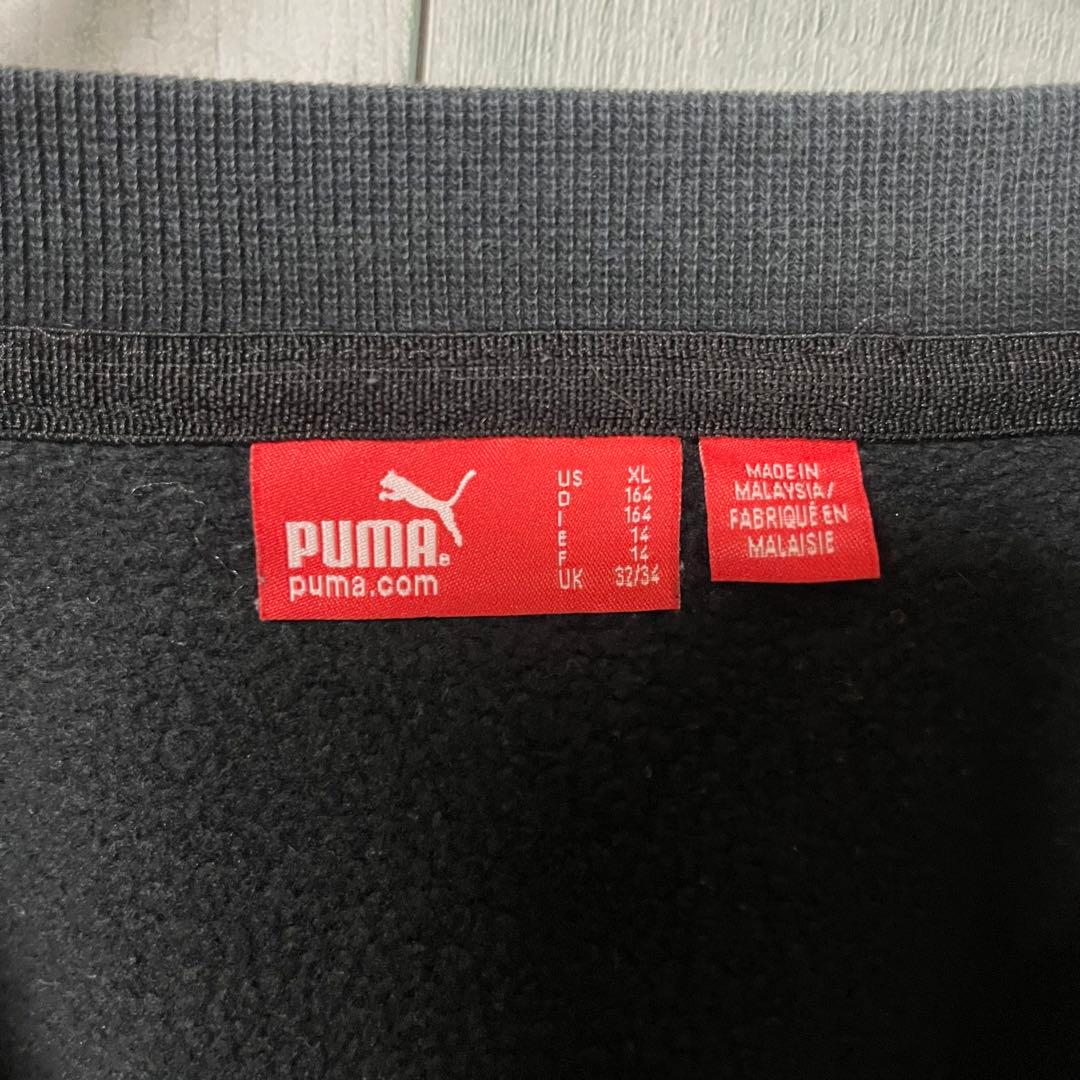 PUMA®
puma.com
US XL
D 164
I 164
E 14
F 14
UK 32/34
MADE IN
MALAYSIA/
FABRIQUÉ EN
MALAISIE